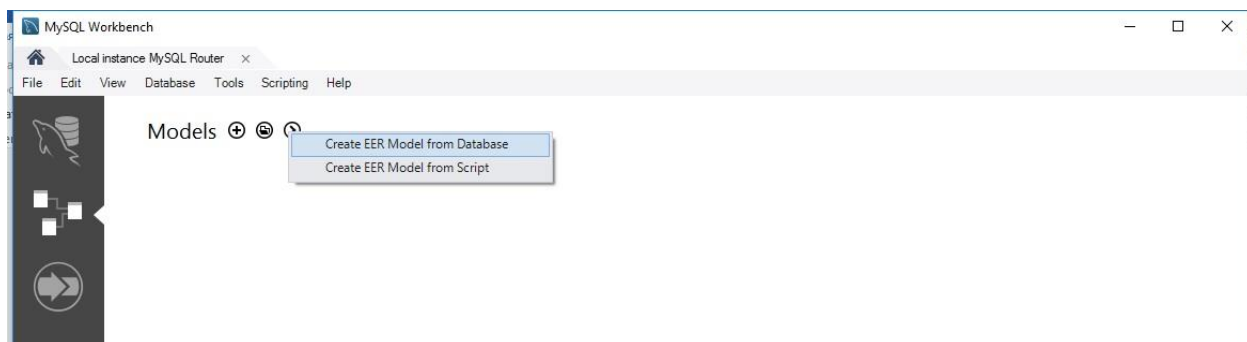 MySQL Workbench
Local instance MySQL Router
File Edit View Database Tools Scripting Help
Models
Create EER Model from Database
Create EER Model from Script